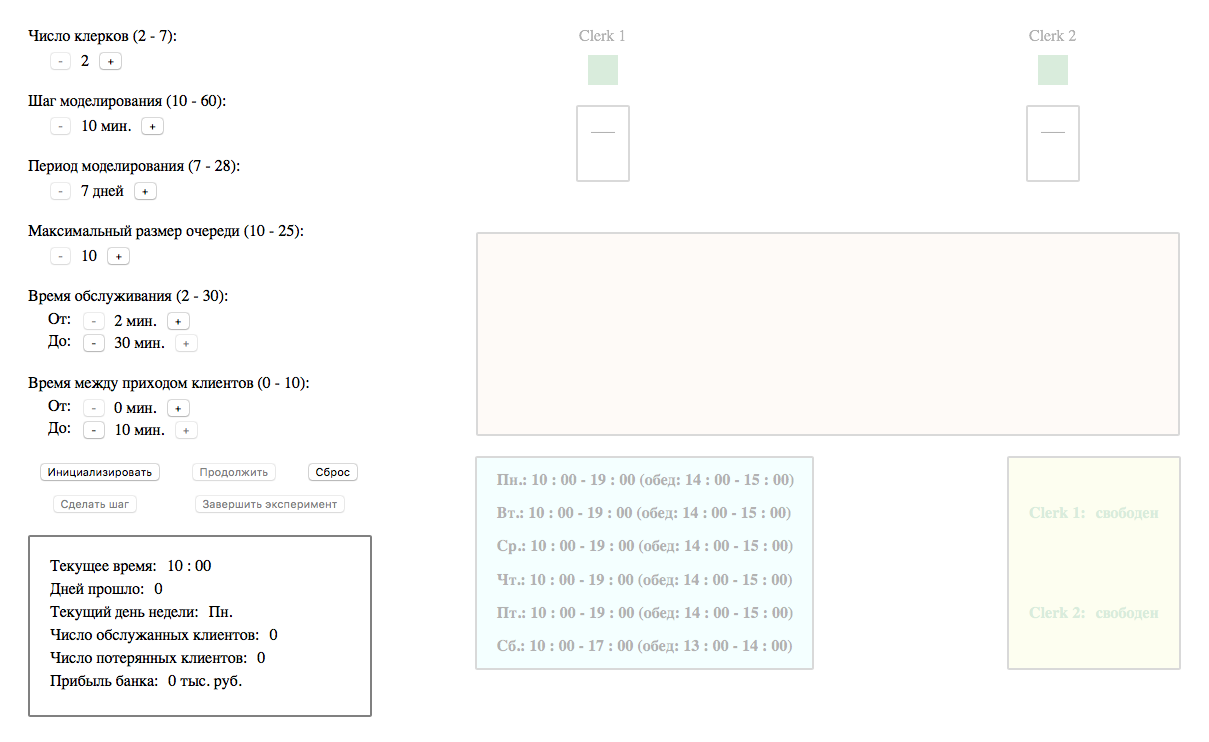 Число клерков (2 - 7):
- 2 +
Шаг моделирования (10 - 60):
- 10 мин. +
Период моделирования (7 - 28):
- 7 дней +
Максимальный размер очереди (10 - 25):
- 10 +
Время обслуживания (2 - 30):
От: - 2 мин. +
До: - 30 мин. +
Время между приходом клиентов (0 - 10):
От: - 0 мин. +
До: - 10 мин. +
Инициализировать Продолжить Сброс
Сделать шаг Завершить эксперимент
Текущее время: 10 : 00
Дней прошло: 0
Текущий день недели: Пн.
Число обслужанных клиентов: 0
Число потерянных клиентов: 0
Прибыль банка: 0 тыс. руб.
Clerk 1 Clerk 2
Пн.: 10 : 00 - 19 : 00 (обед: 14 : 00 - 15 : 00)
Вт.: 10 : 00 - 19 : 00 (обед: 14 : 00 - 15 : 00)
Ср.: 10 : 00 - 19 : 00 (обед: 14 : 00 - 15 : 00)
Чт.: 10 : 00 - 19 : 00 (обед: 14 : 00 - 15 : 00)
Пт.: 10 : 00 - 19 : 00 (обед: 14 : 00 - 15 : 00)
Сб.: 10 : 00 - 17 : 00 (обед: 13 : 00 - 14 : 00)
Clerk 1: свободен
Clerk 2: свободен